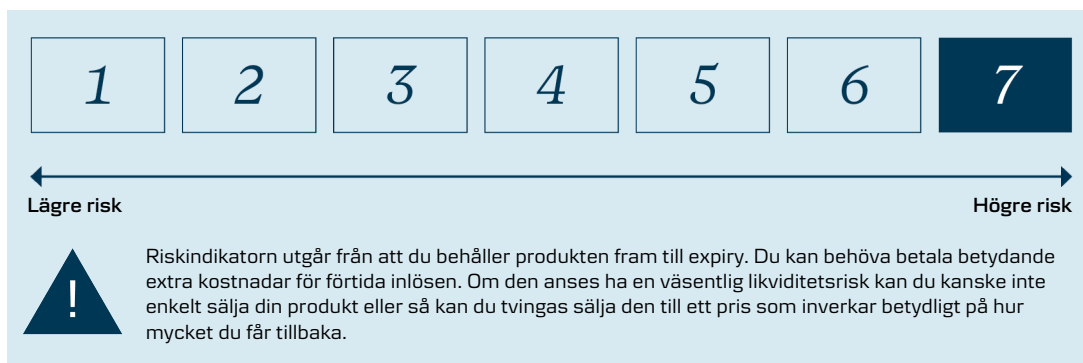 1 2 3 4 5 6 7
Lägre risk Högre risk
Riskindikatorn utgår från att du behåller produkten fram till expiry. Du kan behöva betala betydande
extra kostnadar för förtida inlösen. Om den anses ha en väsentlig likviditetsrisk kan du kanske inte
enkelt sälja din produkt eller så kan du tvingas sälja den till ett pris som inverkar betydligt på hur
mycket du får tillbaka.